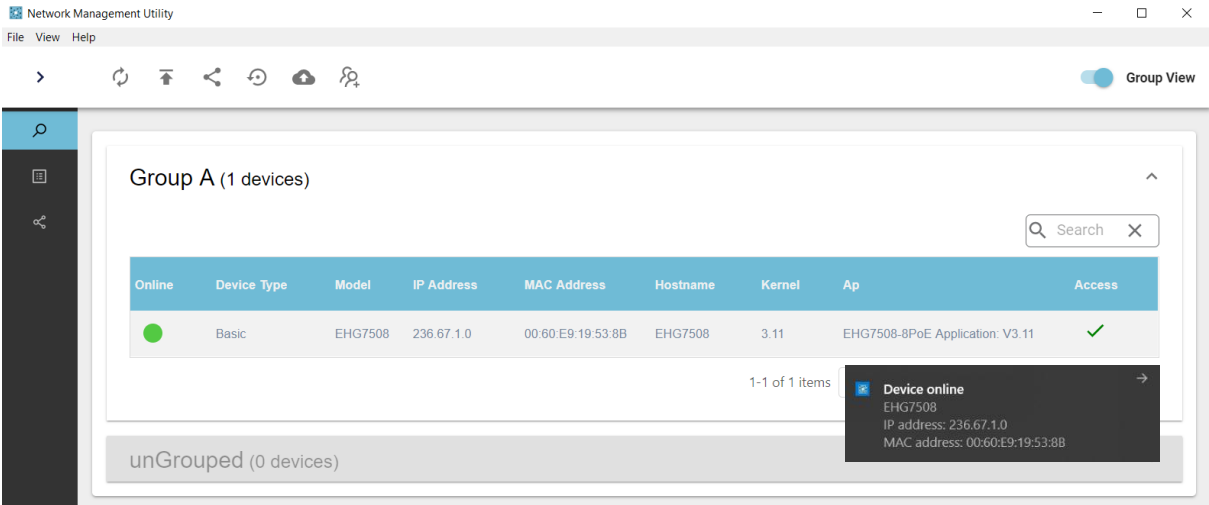 Network Management Utility
File View Help
Group View
Group A (1 devices)
Search
Online Device Type Model IP Address MAC Address Hostname Kernel Ap Access
Basic EHG7508 236.67.1.0 00:60:E9:19:53:8B EHG7508 3.11 EHG7508-8PoE Application: V3.11
1-1 of 1 items
Device online
EHG7508
IP address: 236.67.1.0
MAC address: 00:60:E9:19:53:8B
unGrouped (0 devices)